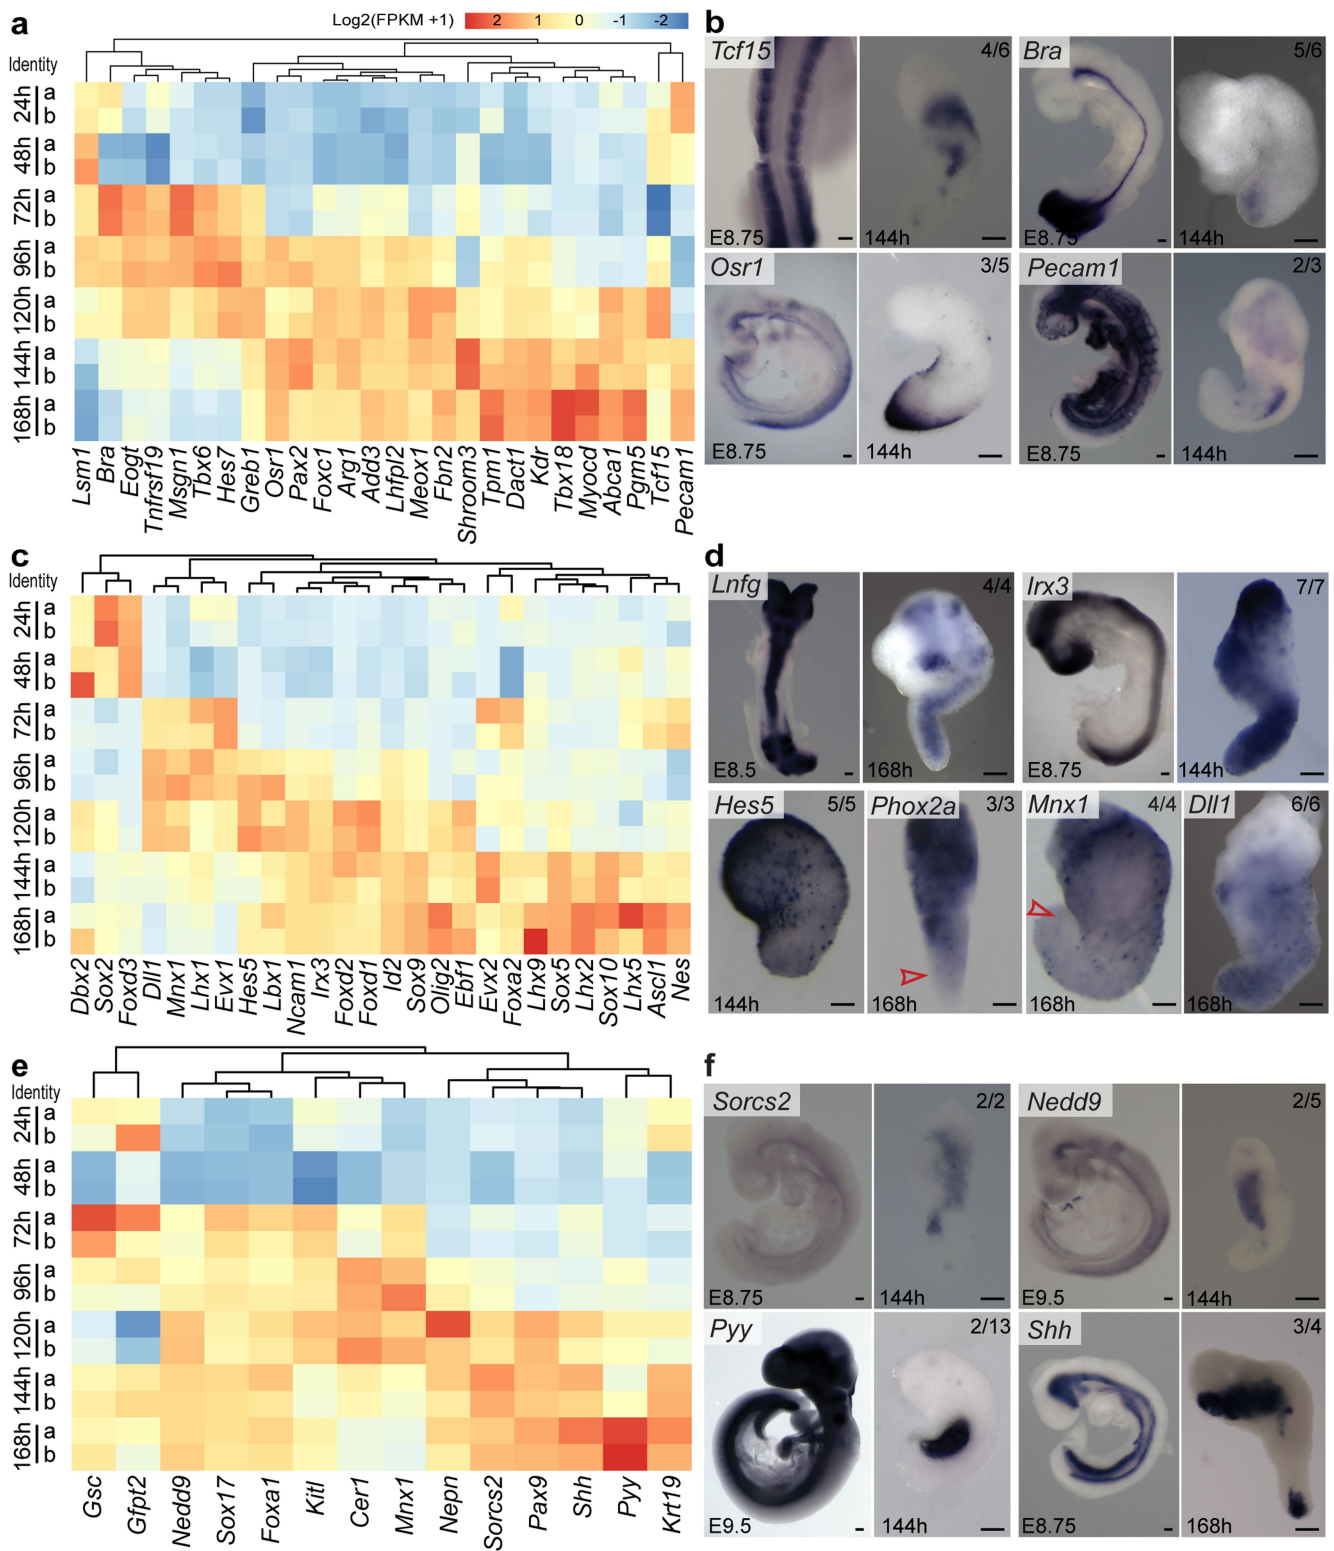 a
Log2(FPKM +1)
2 1 0 -1 -2
Identity
24h a
b
48h a
b
72h a
b
96h a
b
120h a
b
144h a
b
168h a
b
Lsm1 Bra Eogt Tnfrsf19 Msgn1 Tbx6 Hes7 Greb1 Osr1 Pax2 Foxc1 Arg1 Add3 Lhfpl2 Meox1 Fbn2 Shroom3 Tpm1 Dact1 Kdr Tbx18 Myocd Abca1 Pgm5 Tcf15 Pecam1
b
Tcf15 4/6 Bra 5/6
E8.75 144h E8.75 144h
Osr1 3/5 Pecam1 2/3
E8.75 144h E8.75 144h
c
Identity
24h a
b
48h a
b
72h a
b
96h a
b
120h a
b
144h a
b
168h a
b
Dbx2 Sox2 Foxd3 Dll1 Mnx1 Lhx1 Evx1 Hes5 Lbx1 Ncam1 Irx3 Foxd2 Foxd1 Id2 Sox9 Olig2 Ebf1 Evx2 Foxa2 Lhx9 Sox5 Lhx2 Sox10 Lhx5 Ascl1 Nes
d
Lnfg 4/4 Irx3 7/7
E8.5 168h E8.75 144h
Hes5 5/5 Phox2a 3/3 Mnx1 4/4 Dll1 6/6
144h 168h 168h 168h
e
Identity
24h a
b
48h a
b
72h a
b
96h a
b
120h a
b
144h a
b
168h a
b
Gsc Gfpt2 Nedd9 Sox17 Foxa1 Kitl Cer1 Mnx1 Nepn Sorcs2 Pax9 Shh Pyy Krt19
f
Sorcs2 2/2 Nedd9 2/5
E8.75 144h E9.5 144h
Pyy 2/13 Shh 3/4
E9.5 144h E8.75 168h